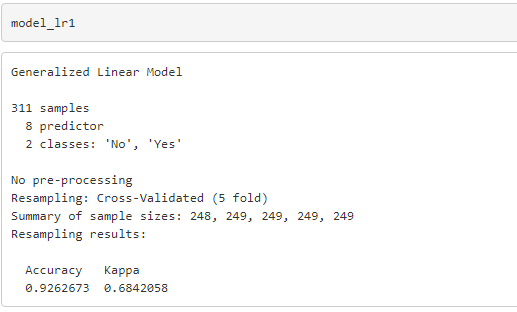 model_lr1
Generalized Linear Model
311 samples
8 predictor
2 classes: 'No', 'Yes'
No pre-processing
Resampling: Cross-Validated (5 fold)
Summary of sample sizes: 248, 249, 249, 249, 249
Resampling results:
Accuracy Kappa
0.9262673 0.6842058